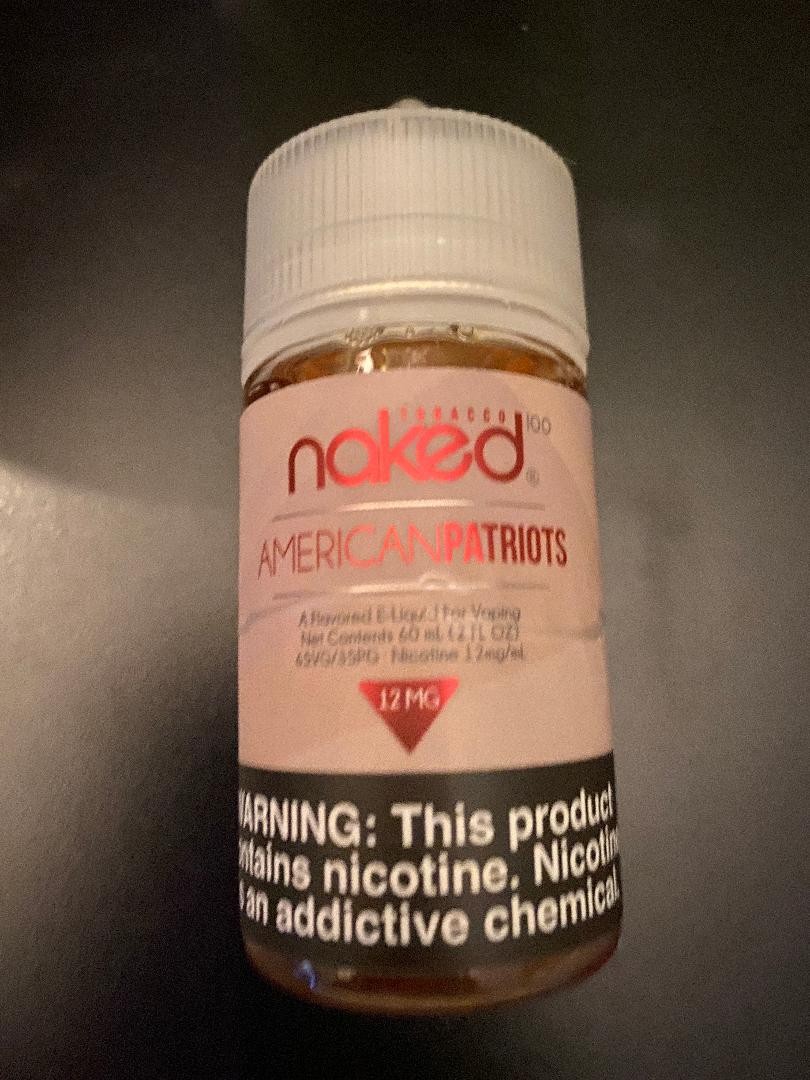 TOBACCO
naked 100
®
AMERICANPATRIOTS
A Flavored E-Liquid For Vaping
Net Contents 60 mL (2 FL OZ)
65VG/35PG · Nicotine 12mg/mL
12 MG
WARNING: This product
contains nicotine. Nicotine
is an addictive chemical.